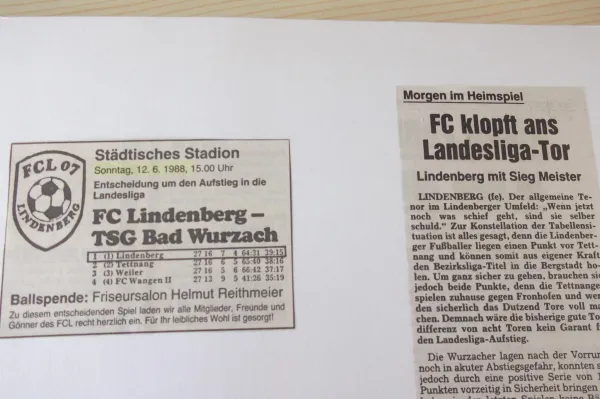 FCL 07
LINDENBERG
Städtisches Stadion
Sonntag, 12. 6. 1988, 15.00 Uhr
Entscheidung um den Aufstieg in die
Landesliga
FC Lindenberg –
TSG Bad Wurzach
1 (1) Lindenberg 27 16 7 4 64:31 39:15
2 (2) Tettnang 27 16 6 5 65:40 38:16
3 (3) Weiler 27 16 5 6 66:42 37:17
4 (4) FC Wangen II 27 13 9 5 41:26 35:19
Ballspende: Friseursalon Helmut Reithmeier
Zu diesem entscheidenden Spiel laden wir alle Mitglieder, Freunde und
Gönner des FCL recht herzlich ein. Für Ihr leibliches Wohl ist gesorgt!
Morgen im Heimspiel
FC klopft ans
Landesliga-Tor
Lindenberg mit Sieg Meister
LINDENBERG (fe). Der allgemeine Te-
nor im Lindenberger Umfeld: „Wenn jetzt
noch was schief geht, sind sie selber
schuld.“ Zur Konstellation der Tabellensi-
tuation ist alles gesagt, denn die Lindenber-
ger Fußballer liegen einen Punkt vor Tett-
nang und können somit aus eigener Kraft
den Bezirksliga-Titel in die Bergstadt ho-
len. Um ganz sicher zu gehen, brauchen sie
jedoch beide Punkte, denn die Tettnange
spielen zuhause gegen Fronhofen und wer
den sicherlich das Dutzend Tore voll ma
chen. Demnach wäre die bisherige gute To
differenz von acht Toren kein Garant f
den Landesliga-Aufstieg.
Die Wurzacher lagen nach der Vorrun
noch in akuter Abstiegsgefahr, konnten s
jedoch durch eine positive Serie von
Punkten vorzeitig in Sicherheit bringen